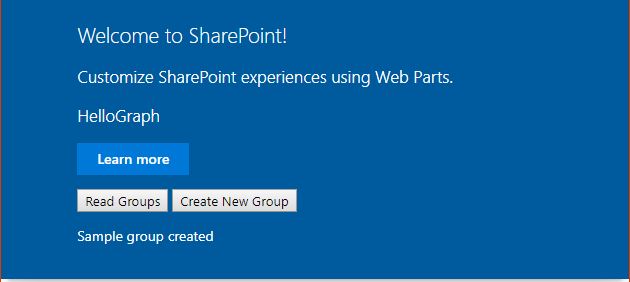 Welcome to SharePoint!
Customize SharePoint experiences using Web Parts.
HelloGraph
Learn more
Read Groups Create New Group
Sample group created